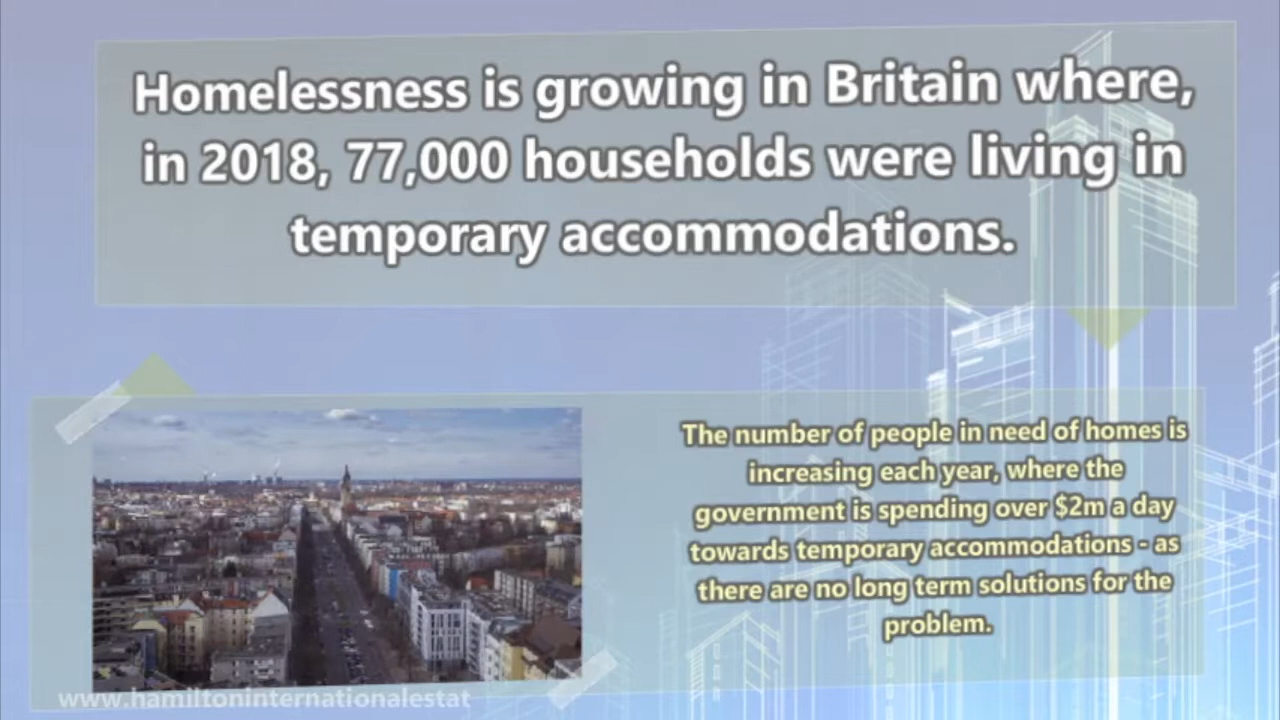 Homelessness is growing in Britain where,
in 2018, 77,000 households were living in
temporary accommodations.
The number of people in need of homes is
increasing each year, where the
government is spending over $2m a day
towards temporary accommodations - as
there are no long term solutions for the
problem.
www.hamiltoninternationalestat